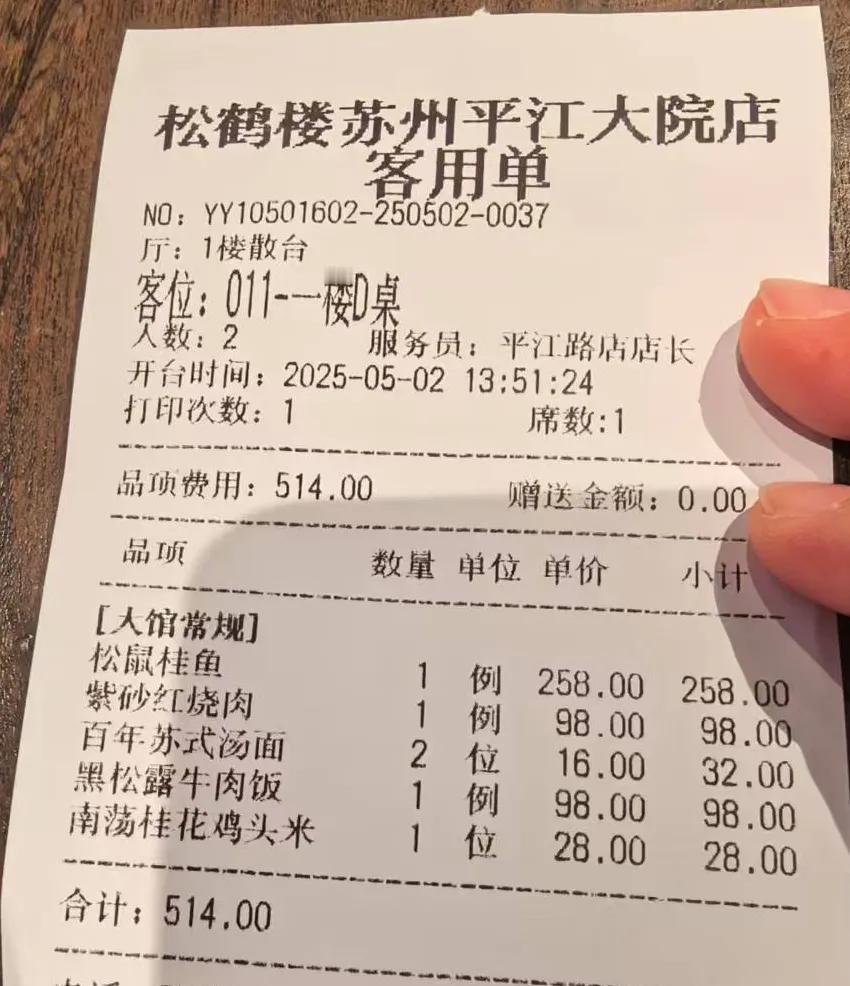 松鹤楼苏州平江大院店
客用单
NO: YY10501602-250502-0037
厅: 1楼散台
客位: 011-一楼D桌
人数: 2 服务员: 平江路店店长
开台时间: 2025-05-02 13:51:24
打印次数: 1 席数:1
品项费用: 514.00 赠送金额: 0.00
品项 数量 单位 单价 小计
[大馆常规]
松鼠桂鱼 1 例 258.00 258.00
紫砂红烧肉 1 例 98.00 98.00
百年苏式汤面 2 位 16.00 32.00
黑松露牛肉饭 1 例 98.00 98.00
南荡桂花鸡头米 1 位 28.00 28.00
合计: 514.00